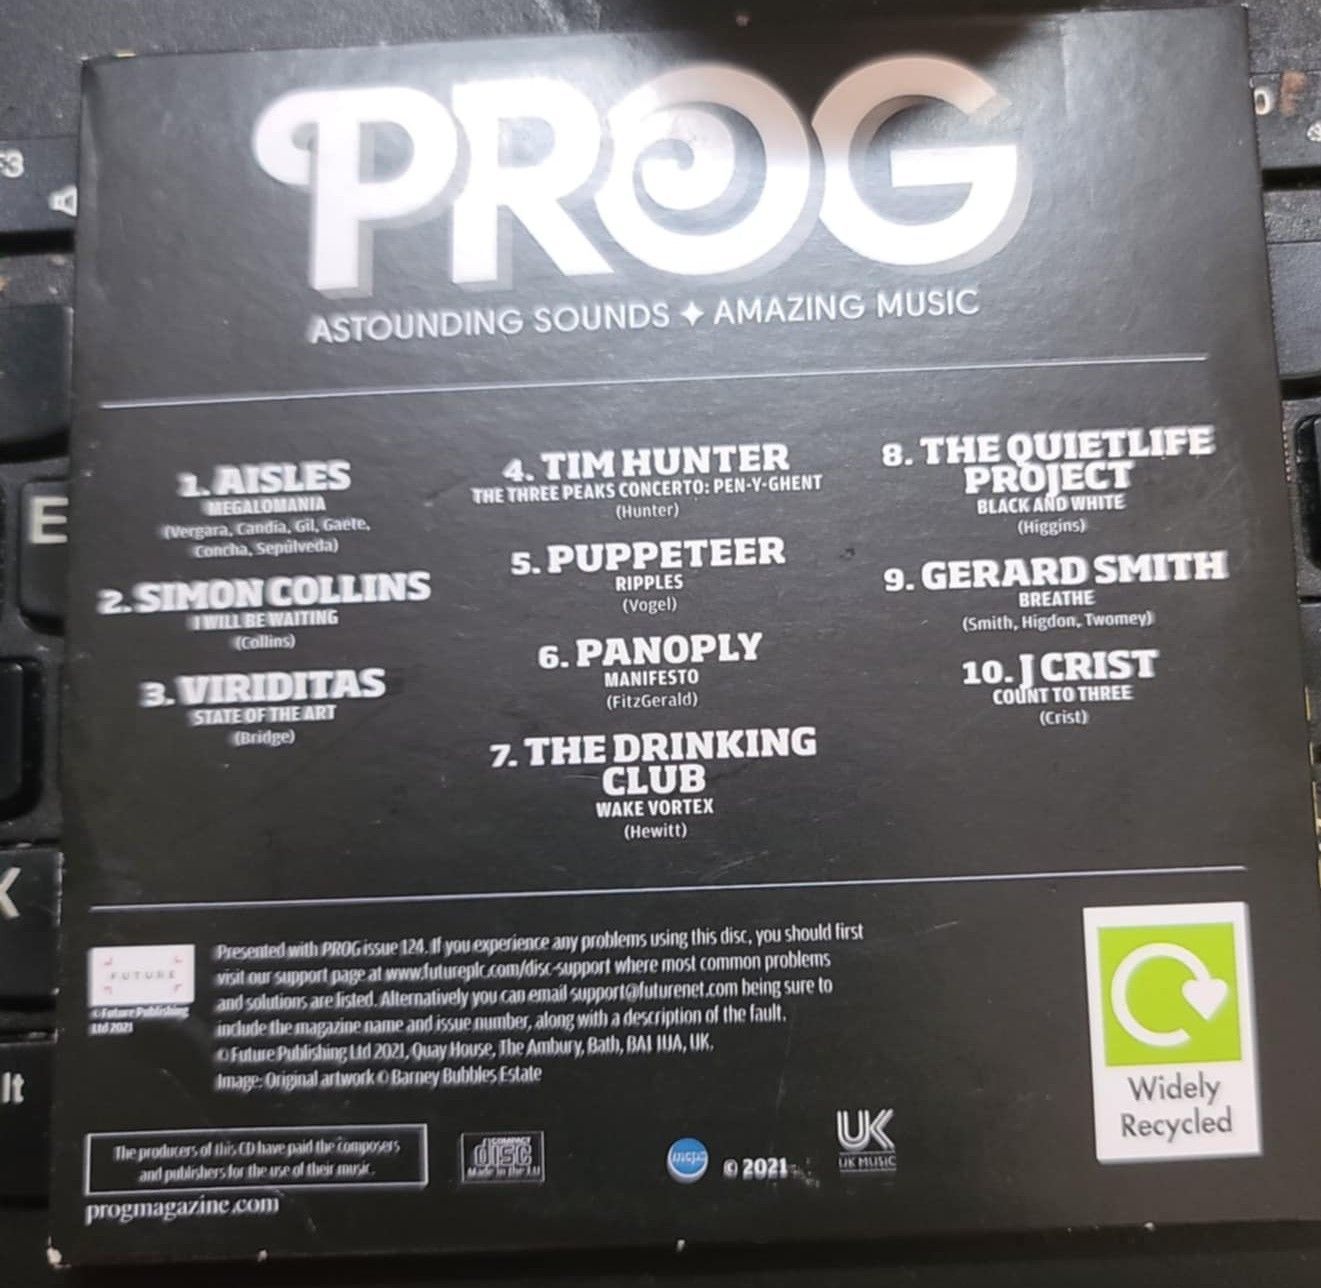 PROG
ASTOUNDING SOUNDS ✦ AMAZING MUSIC
1. AISLES
MEGALOMANIA
(Vergara, Candia, Gil, Gaete,
Concha, Sepúlveda)
2. SIMON COLLINS
I WILL BE WAITING
(Collins)
3. VIRIDITAS
STATE OF THE ART
(Bridge)
4. TIM HUNTER
THE THREE PEAKS CONCERTO: PEN-Y-GHENT
(Hunter)
5. PUPPETEER
RIPPLES
(Vogel)
6. PANOPLY
MANIFESTO
(FitzGerald)
7. THE DRINKING
CLUB
WAKE VORTEX
(Hewitt)
8. THE QUIETLIFE
PROJECT
BLACK AND WHITE
(Higgins)
9. GERARD SMITH
BREATHE
(Smith, Higdon, Twomey)
10. J CRIST
COUNT TO THREE
(Crist)
FUTURE
© Future Publishing
Ltd 2021
Presented with PROG issue 124. If you experience any problems using this disc, you should first
visit our support page at www.futureplc.com/disc-support where most common problems
and solutions are listed. Alternatively you can email support@futurenet.com being sure to
include the magazine name and issue number, along with a description of the fault.
© Future Publishing Ltd 2021, Quay House, The Ambury, Bath, BA1 1UA, UK.
Image: Original artwork © Barney Bubbles Estate
Widely
Recycled
The producers of this CD have paid the composers
and publishers for the use of their music.
progmagazine.com
COMPACT
DISC
Made in the EU
mcps
© 2021
UK
UK MUSIC
E
K
lt